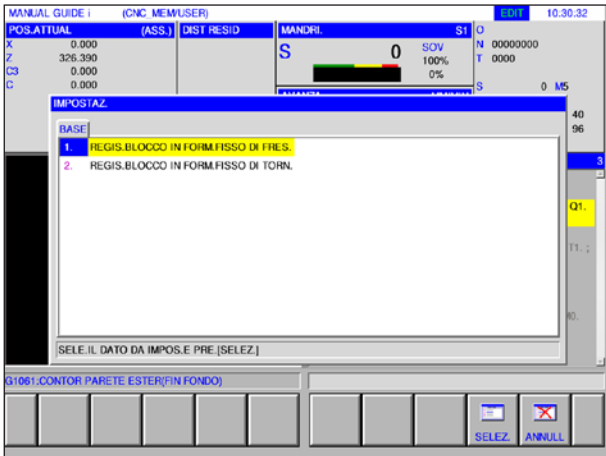 MANUAL GUIDE i (CNC_MEM/USER) EDIT 10:30:32
POS.ATTUAL (ASS.) DIST RESID MANDRI. S1
X 0.000
Z 326.390
C3 0.000
C 0.000
S 0 SOV
100%
0%
O
N 00000000
T 0000
S 0 M5
40
96
IMPOSTAZ.
BASE
1. REGIS.BLOCCO IN FORM.FISSO DI FRES.
2. REGIS.BLOCCO IN FORM.FISSO DI TORN.
3
Q1.
T1. ;
M0.
SELE.IL DATO DA IMPOS.E PRE.[SELEZ.]
G1061:CONTOR PARETE ESTER(FIN FONDO)
SELEZ. ANNULL